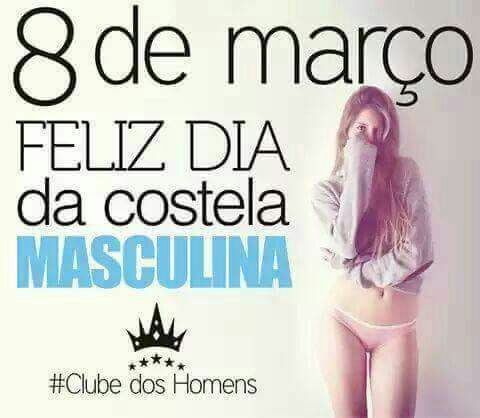 8 de março
FELIZ DIA
da costela
MASCULINA
#Clube dos Homens